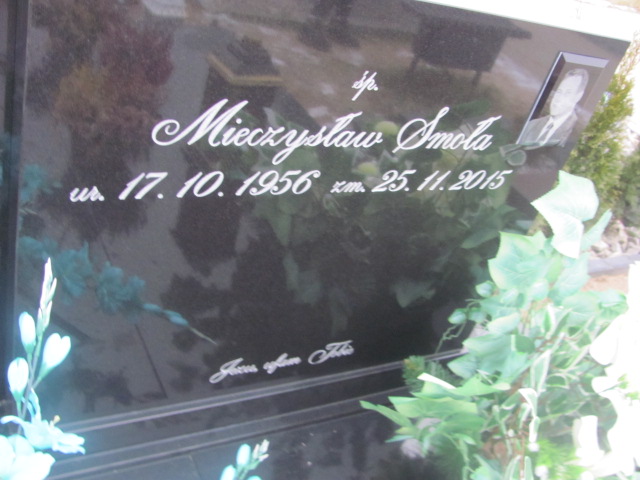 śp.
Mieczysław Smoła
ur. 17.10.1956 zm. 25.11.2015
Jezu, ufam Tobie